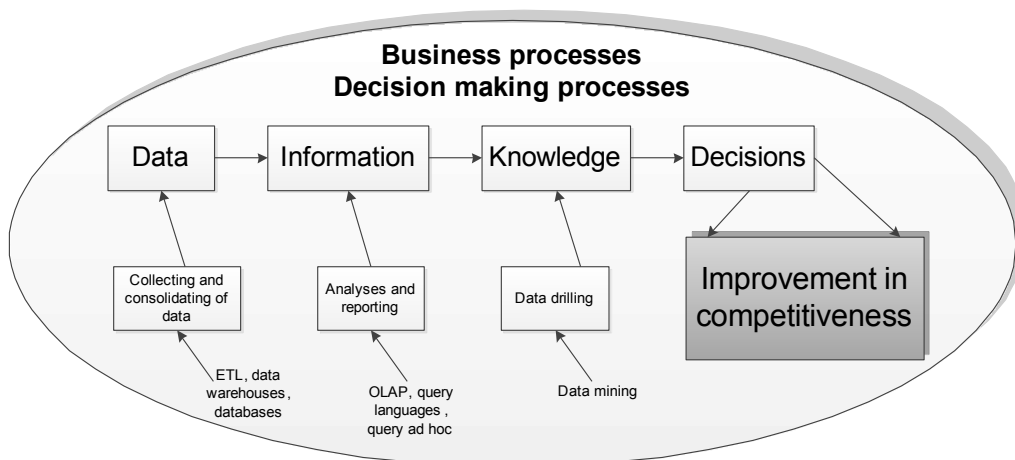 Business processes
Decision making processes
Data
Information
Knowledge
Decisions
Collecting and
consolidating of
data
Analyses and
reporting
Data drilling
Improvement in
competitiveness
ETL, data
warehouses,
databases
OLAP, query
languages ,
query ad hoc
Data mining